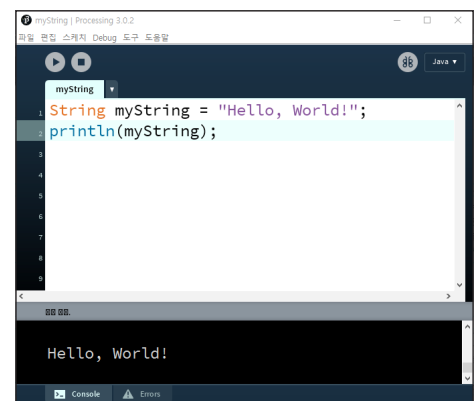 myString | Processing 3.0.2
파일 편집 스케치 Debug 도구 도움말
Java ▼
myString ▼
1 String myString = "Hello, World!";
2 println(myString);
3
4
5
6
7
8
9
Hello, World!
Console Errors